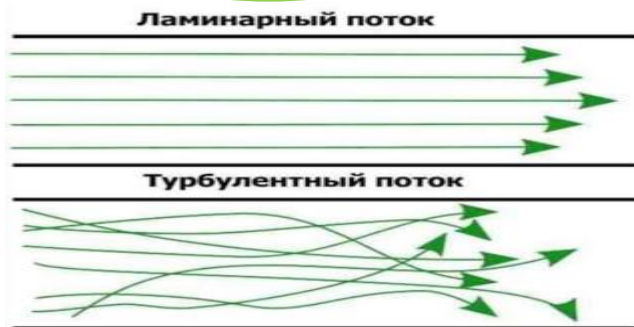 Ламинарный поток
Турбулентный поток